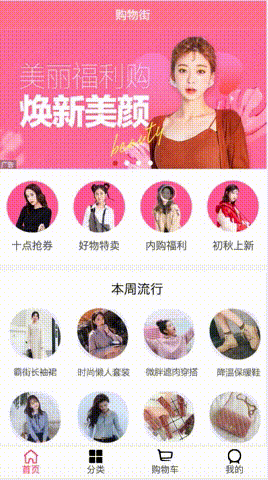 购物街
美丽福利购
焕新美颜
beauty
广告
十点抢券 好物特卖 内购福利 初秋上新
本周流行
霸街长袖裙 时尚懒人套装 微胖遮肉穿搭 降温保暖鞋
首页 分类 购物车 我的